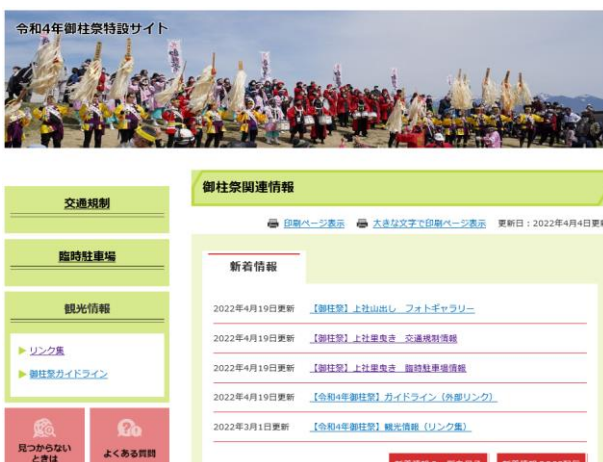 令和4年御柱祭特設サイト
交通規制
臨時駐車場
観光情報
リンク集
御柱祭ガイドライン
見つからない
ときは
よくある質問
御柱祭関連情報
印刷ページ表示 大きな文字で印刷ページ表示 更新日：2022年4月4日更新
新着情報
2022年4月19日更新 【御柱祭】上社山出し フォトギャラリー
2022年4月19日更新 【御柱祭】上社里曳き 交通規制情報
2022年4月19日更新 【御柱祭】上社里曳き 臨時駐車場情報
2022年4月19日更新 【令和4年御柱祭】ガイドライン（外部リンク）
2022年3月1日更新 【令和4年御柱祭】観光情報（リンク集）